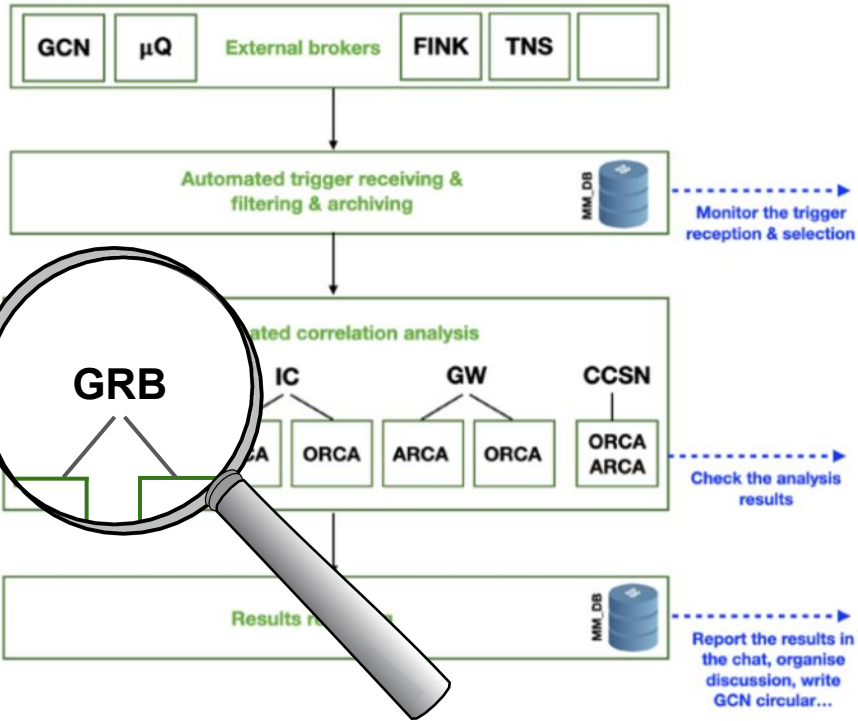 GCN
μQ
External brokers
FINK
TNS
Automated trigger receiving &
filtering & archiving
MM_DB
Monitor the trigger
reception & selection
ated correlation analysis
GRB
IC
GW
CCSN
CA
ORCA
ARCA
ORCA
ORCA
ARCA
Check the analysis
results
Results
MM_DB
Report the results in
the chat, organise
discussion, write
GCN circular...